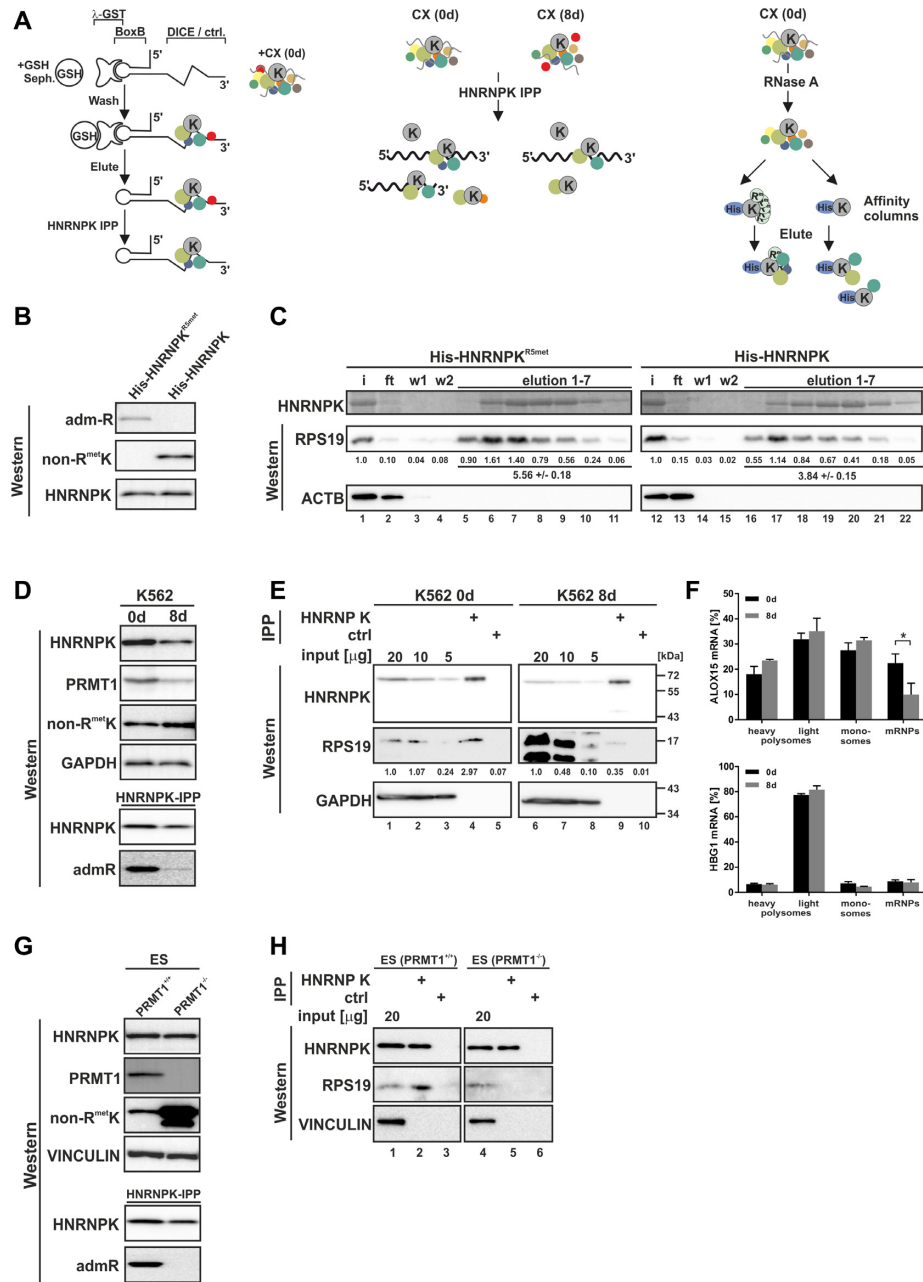 A
λ-GST
BoxB
DICE / ctrl.
+GSH
Seph.
GSH
5'
3'
+CX (0d)
K
Wash
GSH
5'
K
3'
Elute
5'
K
3'
HNRNPK IPP
5'
K
3'
CX (0d)
CX (8d)
K
K
HNRNPK IPP
K
K
5'
K
3'
5'
K
3'
5'
K
3'
K
K
CX (0d)
K
RNase A
K
His
K
His
K
Affinity
columns
Elute
His
K
His
K
His
K
B
His-HNRNPK^R5met
His-HNRNPK
Western
adm-R
non-R^metK
HNRNPK
C
His-HNRNPK^R5met
His-HNRNPK
i ft w1 w2 elution 1-7
i ft w1 w2 elution 1-7
HNRNPK
Western
RPS19
1.0 0.10 0.04 0.08 0.90 1.61 1.40 0.79 0.56 0.24 0.06
1.0 0.15 0.03 0.02 0.55 1.14 0.84 0.67 0.41 0.18 0.05
5.56 +/- 0.18
3.84 +/- 0.15
ACTB
1 2 3 4 5 6 7 8 9 10 11
12 13 14 15 16 17 18 19 20 21 22
D
K562
0d 8d
Western
HNRNPK
PRMT1
non-R^metK
GAPDH
HNRNPK-IPP
HNRNPK
admR
E
K562 0d
K562 8d
IPP
HNRNP K + +
ctrl + +
input [µg] 20 10 5 20 10 5
[kDa]
Western
HNRNPK
72
55
43
RPS19
17
1.0 1.07 0.24 2.97 0.07
1.0 0.48 0.10 0.35 0.01
GAPDH
43
34
1 2 3 4 5
6 7 8 9 10
F
ALOX15 mRNA [%]
50
40
30
20
10
0
0d
8d
*
heavy light mono- mRNPs
polysomes somes
HBG1 mRNA [%]
100
80
60
40
20
0
0d
8d
heavy light mono- mRNPs
polysomes somes
G
ES
PRMT1^+/+
PRMT1^-/-
Western
HNRNPK
PRMT1
non-R^metK
VINCULIN
HNRNPK-IPP
HNRNPK
admR
H
ES (PRMT1^+/+)
ES (PRMT1^-/-)
IPP
HNRNP K + +
ctrl + +
input [µg] 20 20
Western
HNRNPK
RPS19
VINCULIN
1 2 3
4 5 6